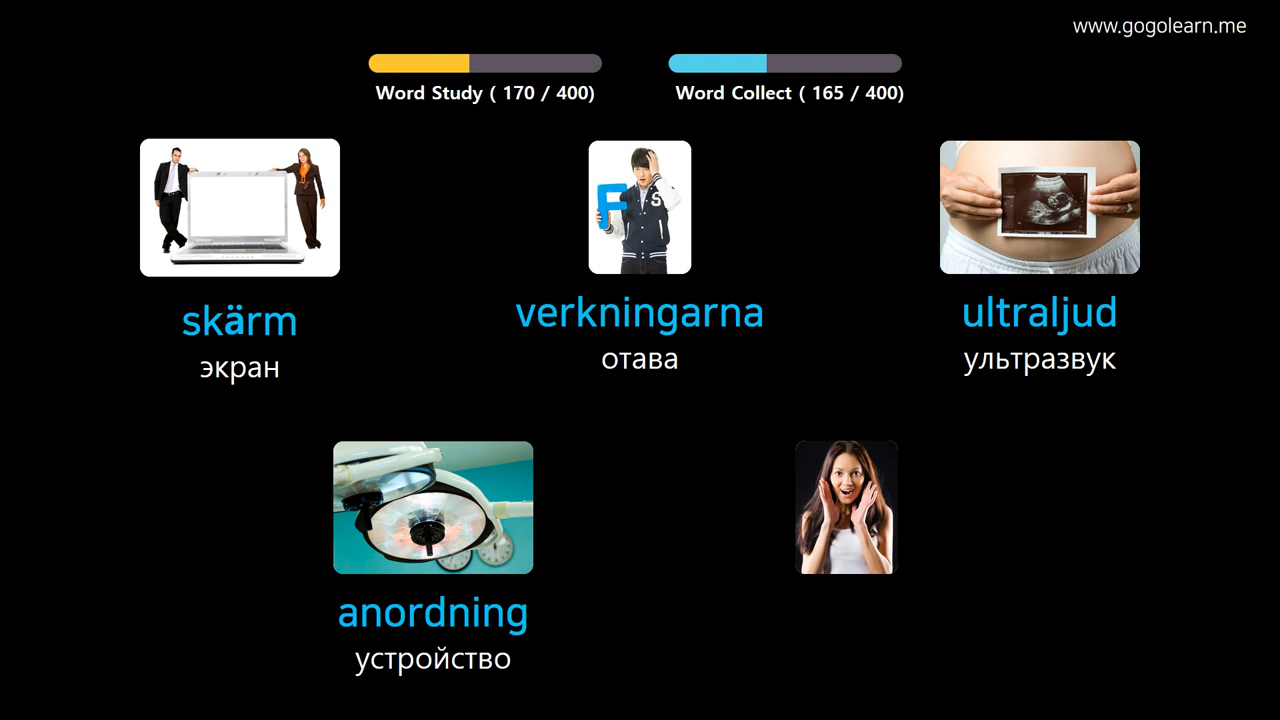 www.gogolearn.me
Word Study ( 170 / 400)
Word Collect ( 165 / 400)
F
S
skärm
экран
verkningarna
отава
ultraljud
ультразвук
anordning
устройство